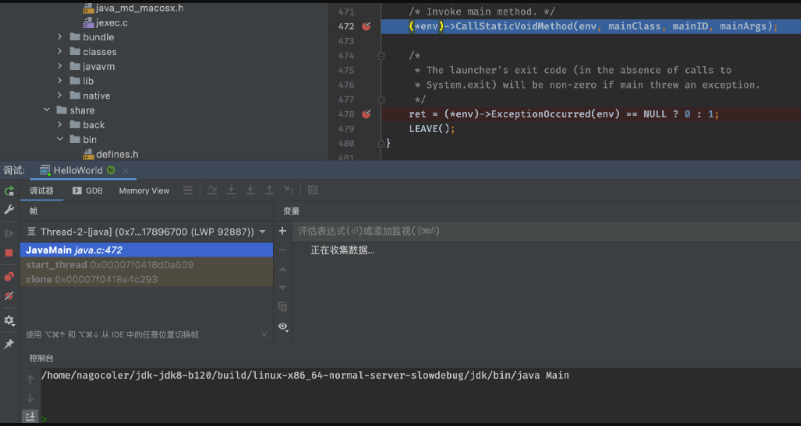 java_md_macosx.h
jexec.c
bundle
classes
javavm
lib
native
share
back
bin
defines.h
471 /* Invoke main method. */
472 (*env)->CallStaticVoidMethod(env, mainClass, mainID, mainArgs);
473
474 /*
475 * The launcher's exit code (in the absence of calls to
476 * System.exit) will be non-zero if main threw an exception.
477 */
478 ret = (*env)->ExceptionOccurred(env) == NULL ? 0 : 1;
479 LEAVE();
480 }
481
调试: HelloWorld
调试器 GDB Memory View
帧
变量
Thread-2-[java] (0x7...17896700 (LWP 92887))
评估表达式(⏎)或添加监视(⇧⌘⏎)
JavaMain java.c:472
正在收集数据...
start_thread 0x00007f0418d0a609
clone 0x00007f0418e4c293
使用 ⌥⌘↑ 和 ⌥⌘↓ 从 IDE 中的任意位置切换帧
控制台
/home/nagocoler/jdk-jdk8-b120/build/linux-x86_64-normal-server-slowdebug/jdk/bin/java Main
>